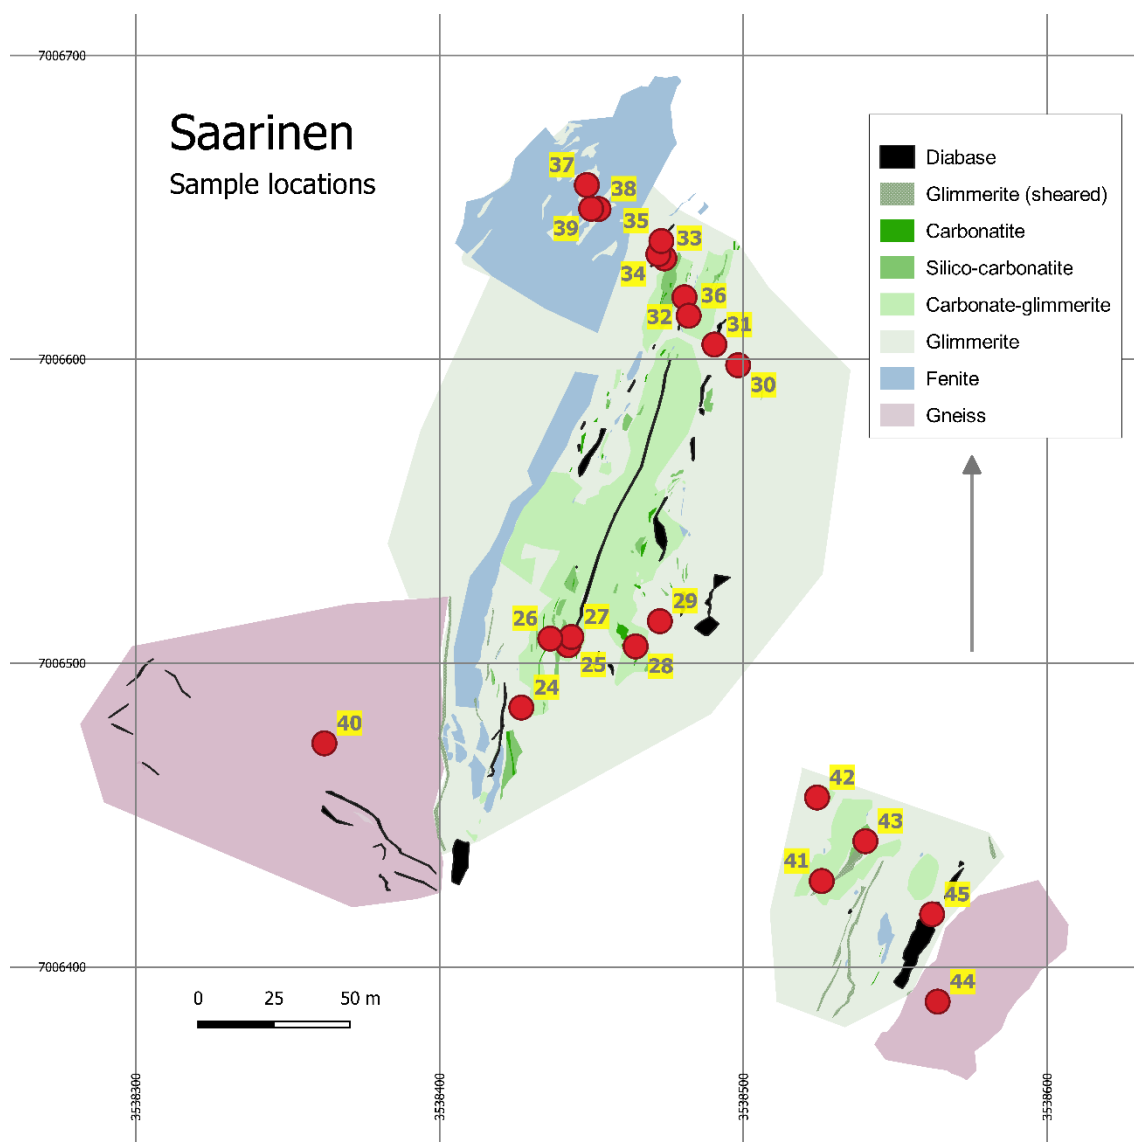 7006700
Saarinen
Sample locations
37
38
39
35
33
34
36
32
31
30
7006600
Diabase
Glimmerite (sheared)
Carbonatite
Silico-carbonatite
Carbonate-glimmerite
Glimmerite
Fenite
Gneiss
29
26
27
25
28
7006500
24
40
42
43
41
45
44
7006400
0 25 50 m
3538300
3538400
3538500
3538600